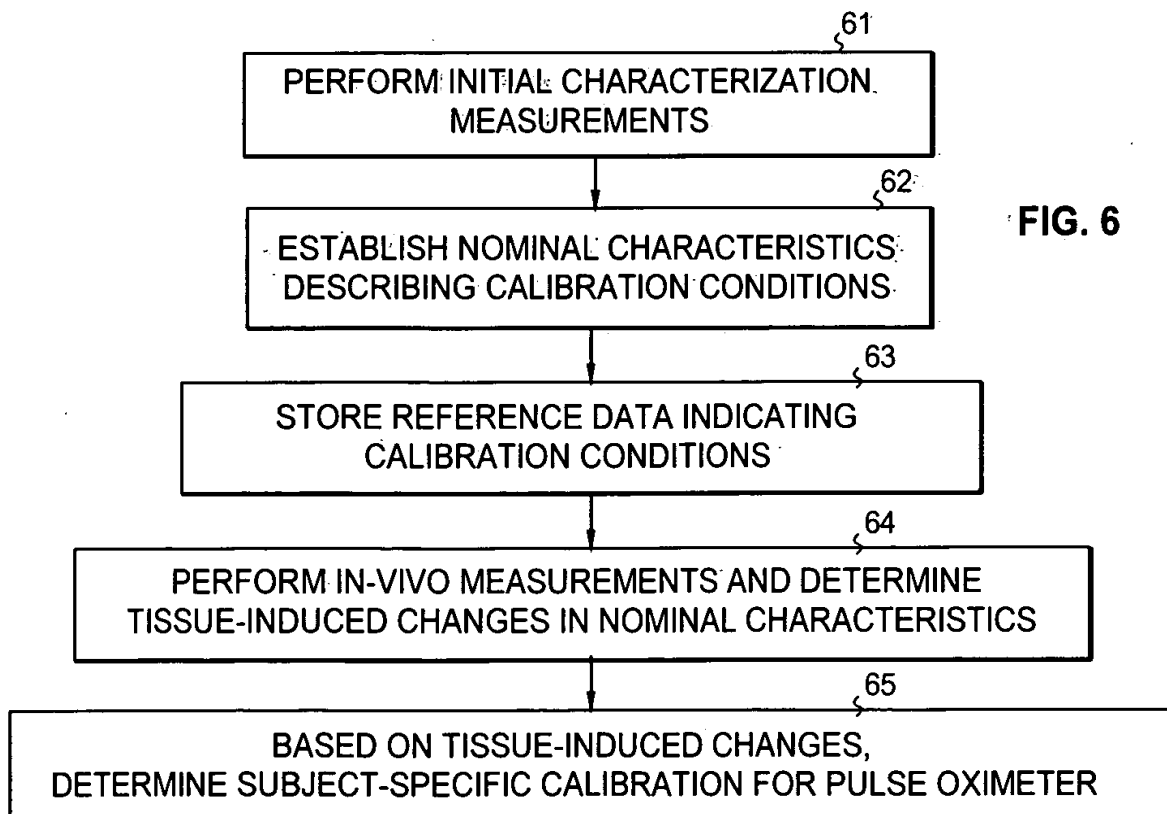 61
PERFORM INITIAL CHARACTERIZATION
MEASUREMENTS
62
FIG. 6
ESTABLISH NOMINAL CHARACTERISTICS
DESCRIBING CALIBRATION CONDITIONS
63
STORE REFERENCE DATA INDICATING
CALIBRATION CONDITIONS
64
PERFORM IN-VIVO MEASUREMENTS AND DETERMINE
TISSUE-INDUCED CHANGES IN NOMINAL CHARACTERISTICS
65
BASED ON TISSUE-INDUCED CHANGES,
DETERMINE SUBJECT-SPECIFIC CALIBRATION FOR PULSE OXIMETER